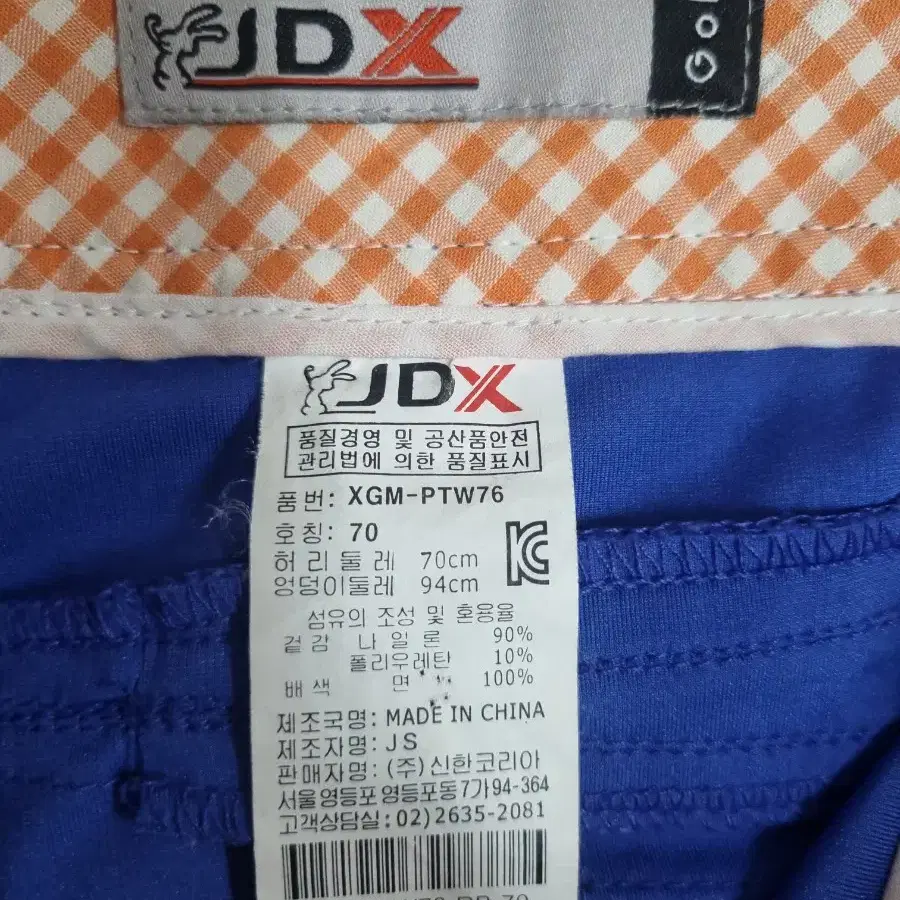 JDX
JDX
품질경영 및 공산품안전
관리법에 의한 품질표시
품번: XGM-PTW76
호칭: 70
허리둘레 70cm
엉덩이둘레 94cm
섬유의 조성 및 혼용율
겉감 나일론 90%
폴리우레탄 10%
배색 면 100%
제조국명: MADE IN CHINA
제조자명: JS
판매자명: (주)신한코리아
서울영등포영등포동7가94-364
고객상담실:02)2635-2081